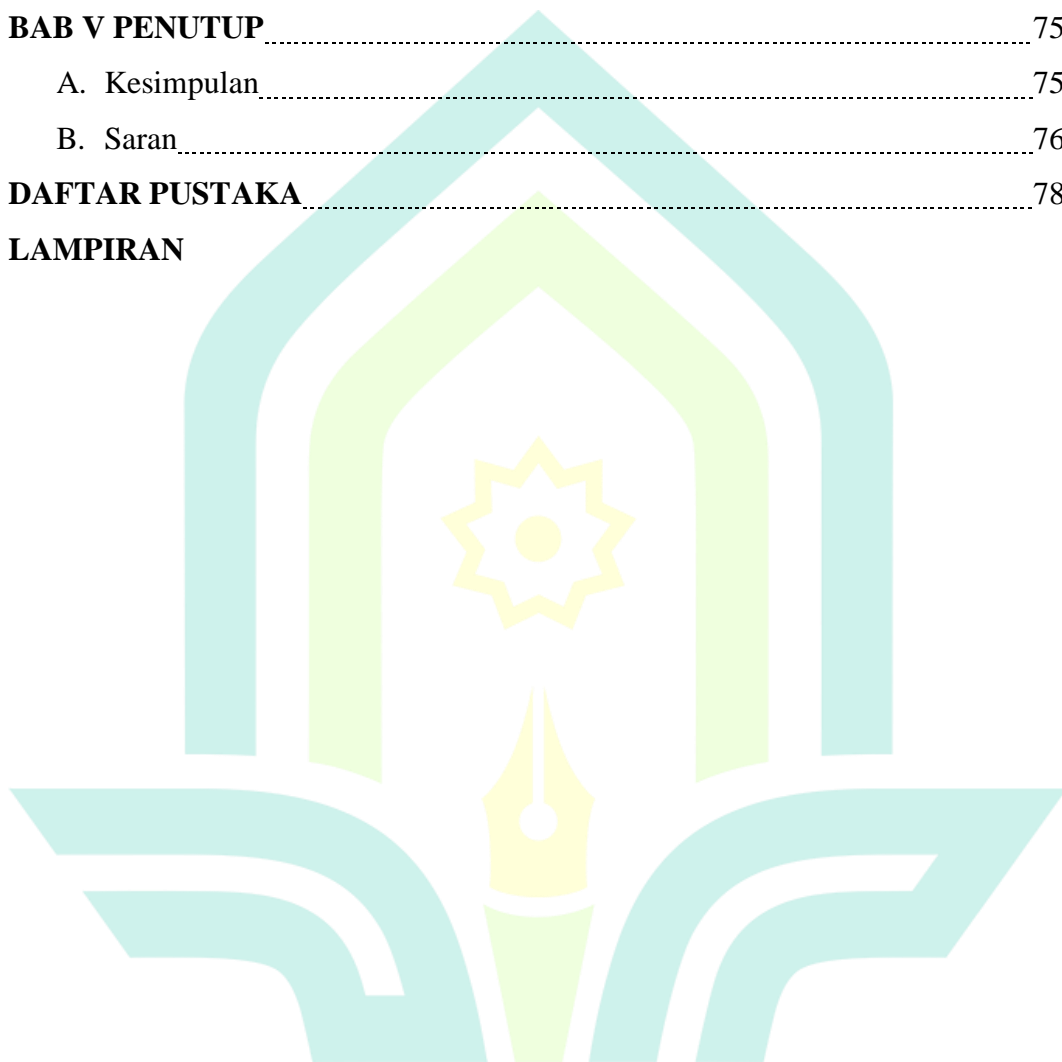 BAB V PENUTUP 75
A. Kesimpulan 75
B. Saran 76
DAFTAR PUSTAKA 78
LAMPIRAN